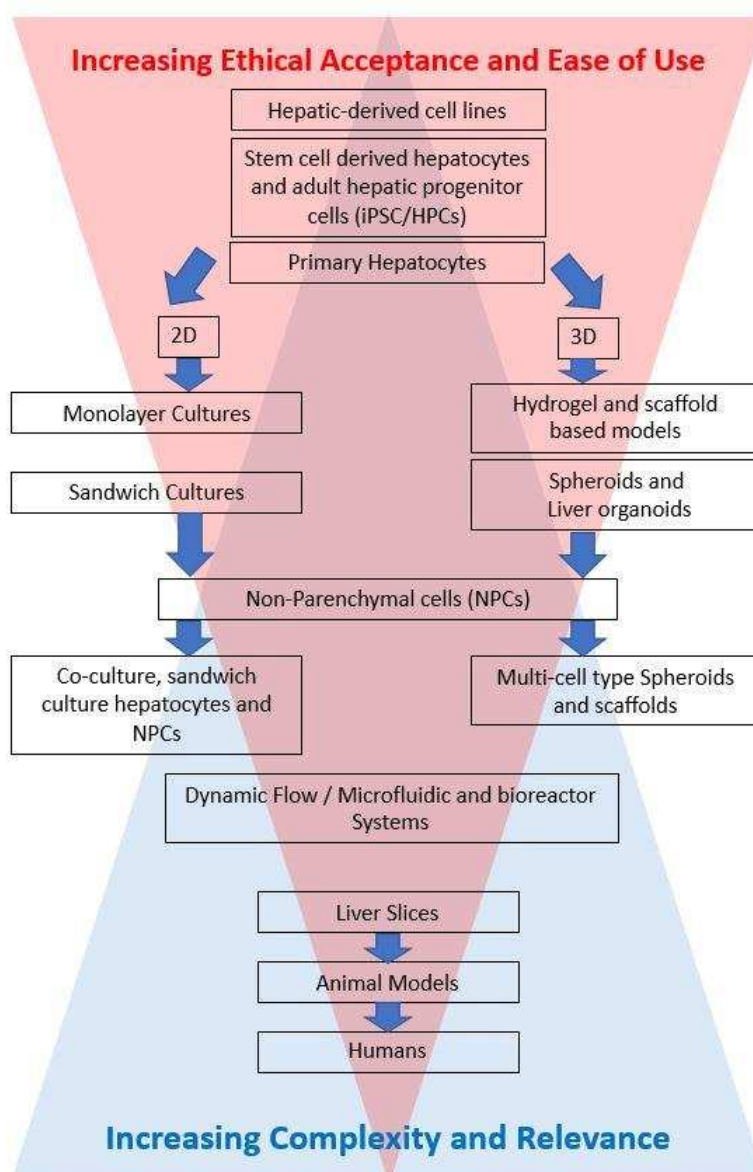 Increasing Ethical Acceptance and Ease of Use
Hepatic-derived cell lines
Stem cell derived hepatocytes
and adult hepatic progenitor
cells (iPSC/HPCs)
Primary Hepatocytes
2D
3D
Monolayer Cultures
Hydrogel and scaffold
based models
Sandwich Cultures
Spheroids and
Liver organoids
Non-Parenchymal cells (NPCs)
Co-culture, sandwich
culture hepatocytes and
NPCs
Multi-cell type Spheroids
and scaffolds
Dynamic Flow / Microfluidic and bioreactor
Systems
Liver Slices
Animal Models
Humans
Increasing Complexity and Relevance